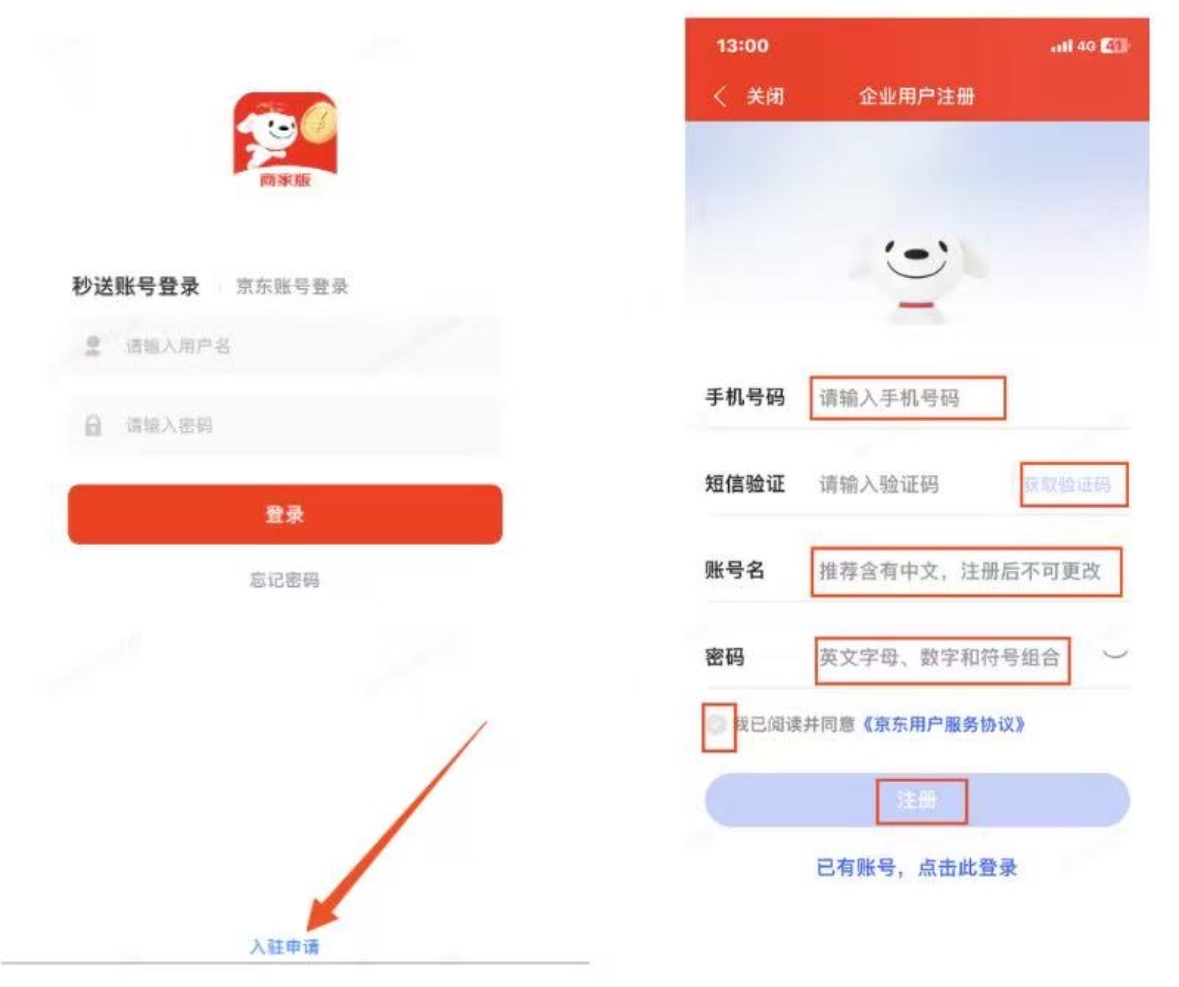 商家版
秒送账号登录 京东账号登录
请输入用户名
请输入密码
登录
忘记密码
入驻申请
13:00 4G 41
关闭 企业用户注册
手机号码 请输入手机号码
短信验证 请输入验证码 获取验证码
账号名 推荐含有中文，注册后不可更改
密码 英文字母、数字和符号组合
我已阅读并同意《京东用户服务协议》
注册
已有账号，点击此登录